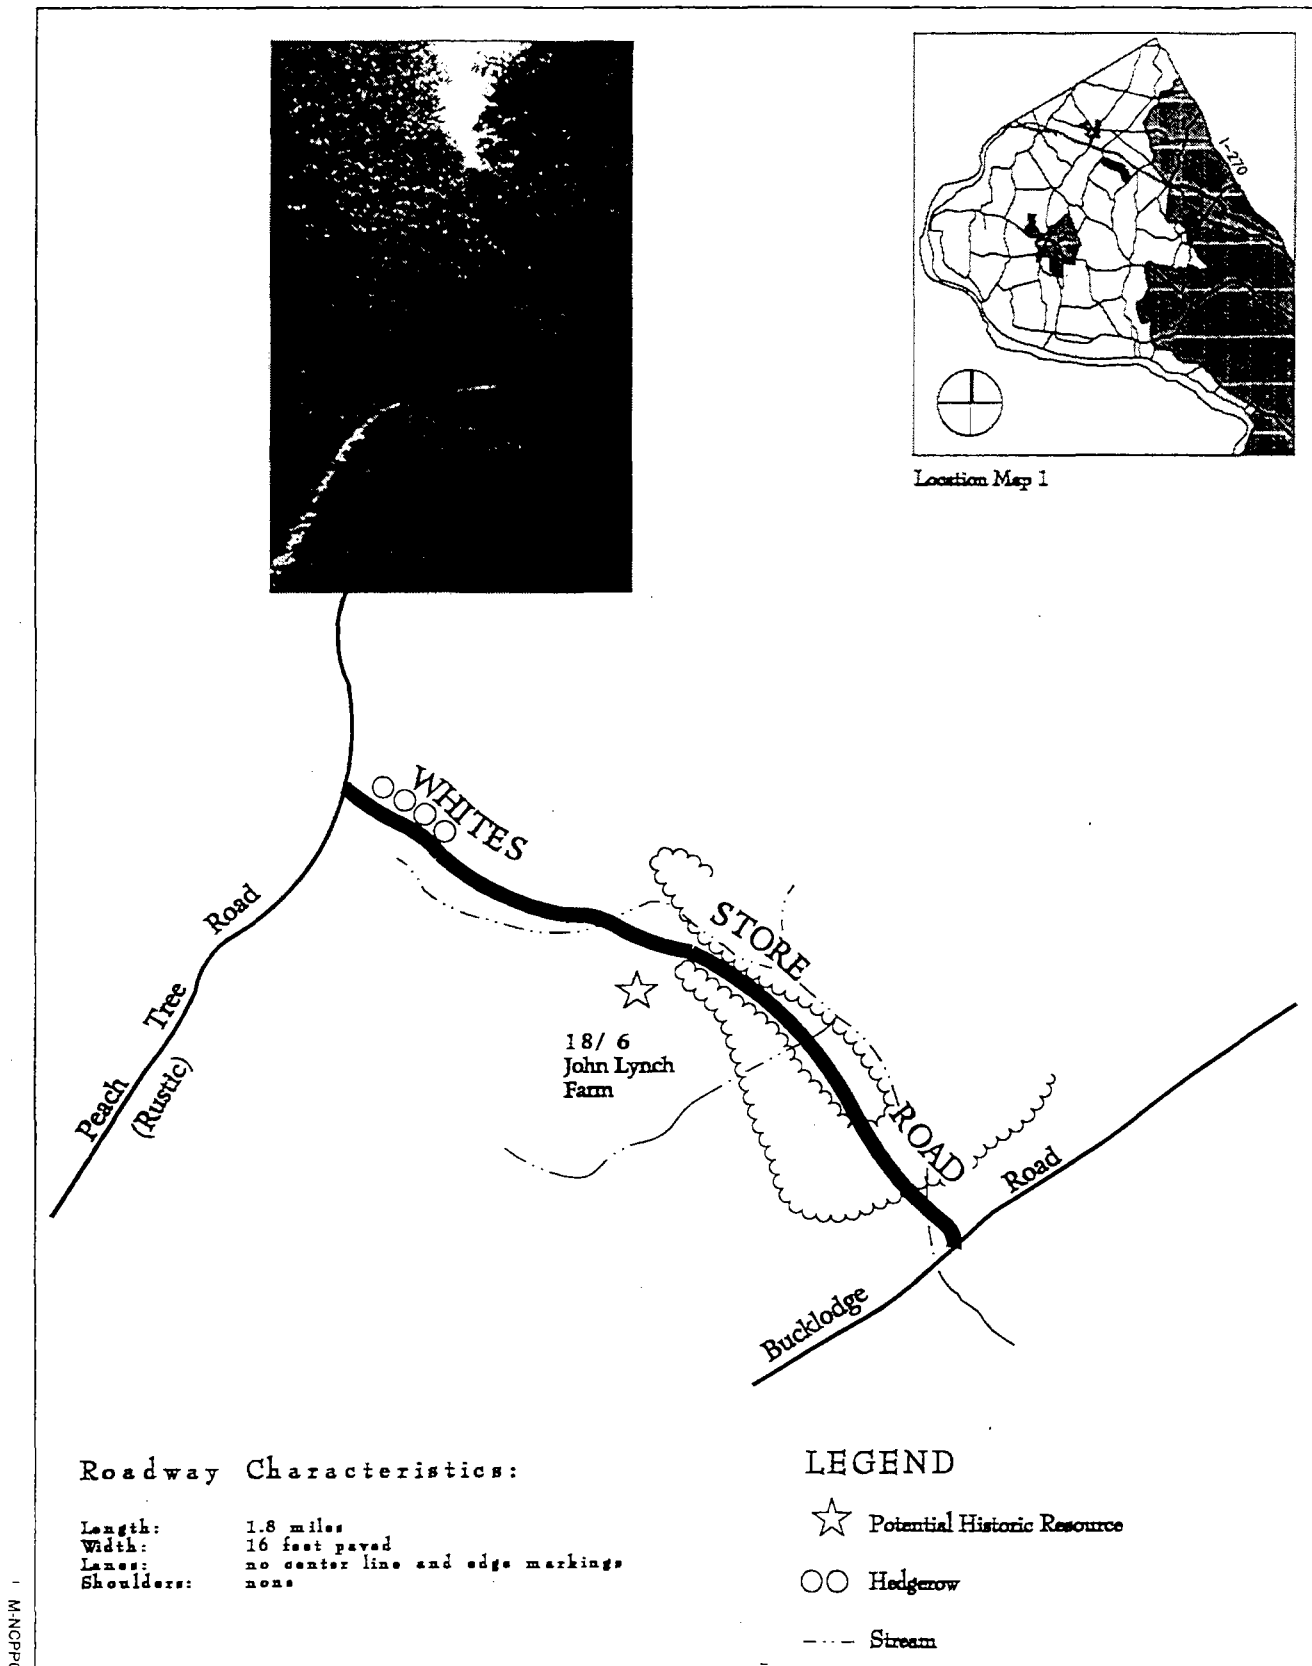 I-270
Location Map 1
WHITES
STORE
ROAD
Peach Tree Road
(Rustic)
18/ 6
John Lynch
Farm
Bucklodge Road
Roadway Characteristics:
Length: 1.8 miles
Width: 16 feet paved
Lanes: no center line and edge markings
Shoulders: none
LEGEND
Potential Historic Resource
Hedgerow
Stream